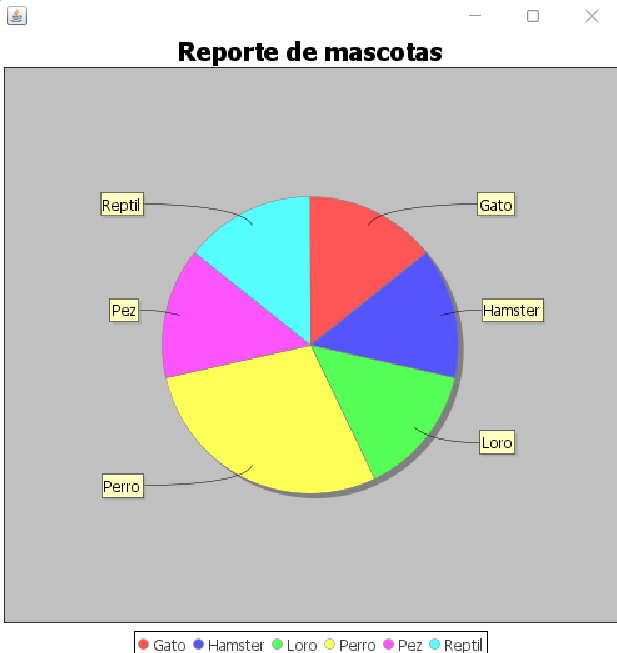 Reporte de mascotas
Reptil
Gato
Pez
Hamster
Loro
Perro
Gato Hamster Loro Perro Pez Reptil